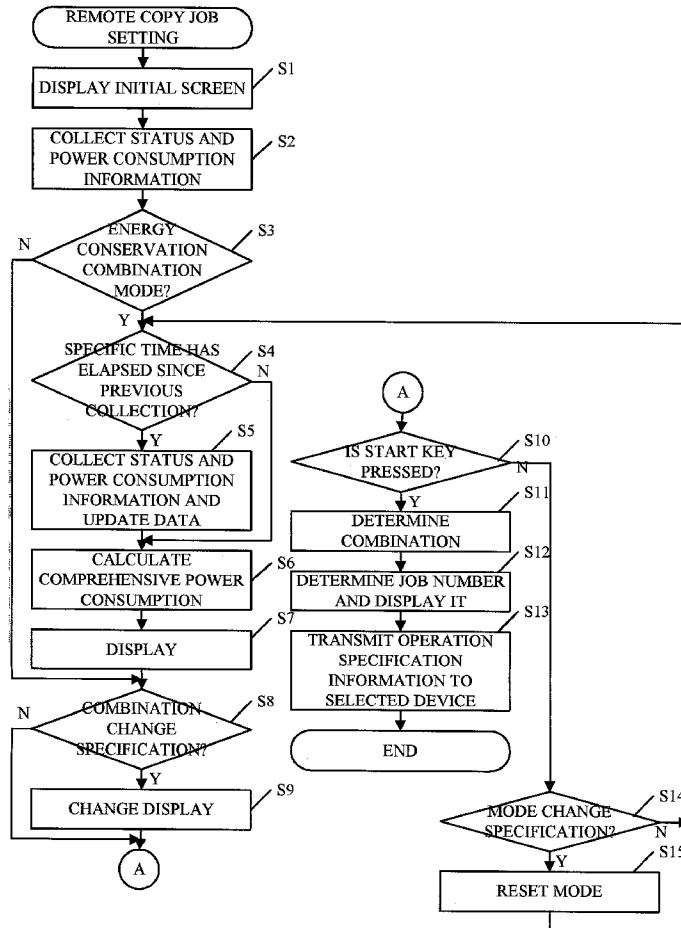 REMOTE COPY JOB
SETTING
S1
DISPLAY INITIAL SCREEN
S2
COLLECT STATUS AND
POWER CONSUMPTION
INFORMATION
S3
N
ENERGY
CONSERVATION
COMBINATION
MODE?
Y
S4
SPECIFIC TIME HAS
ELAPSED SINCE
PREVIOUS
COLLECTION?
N
Y
S5
COLLECT STATUS AND
POWER CONSUMPTION
INFORMATION AND
UPDATE DATA
CALCULATE
COMPREHENSIVE POWER
CONSUMPTION
S6
S7
DISPLAY
S8
N
COMBINATION
CHANGE
SPECIFICATION?
Y
S9
CHANGE DISPLAY
A
A
S10
IS START KEY
PRESSED?
N
Y
S11
DETERMINE
COMBINATION
S12
DETERMINE JOB NUMBER
AND DISPLAY IT
S13
TRANSMIT OPERATION
SPECIFICATION
INFORMATION TO
SELECTED DEVICE
END
S14
MODE CHANGE
SPECIFICATION?
N
Y
S15
RESET MODE